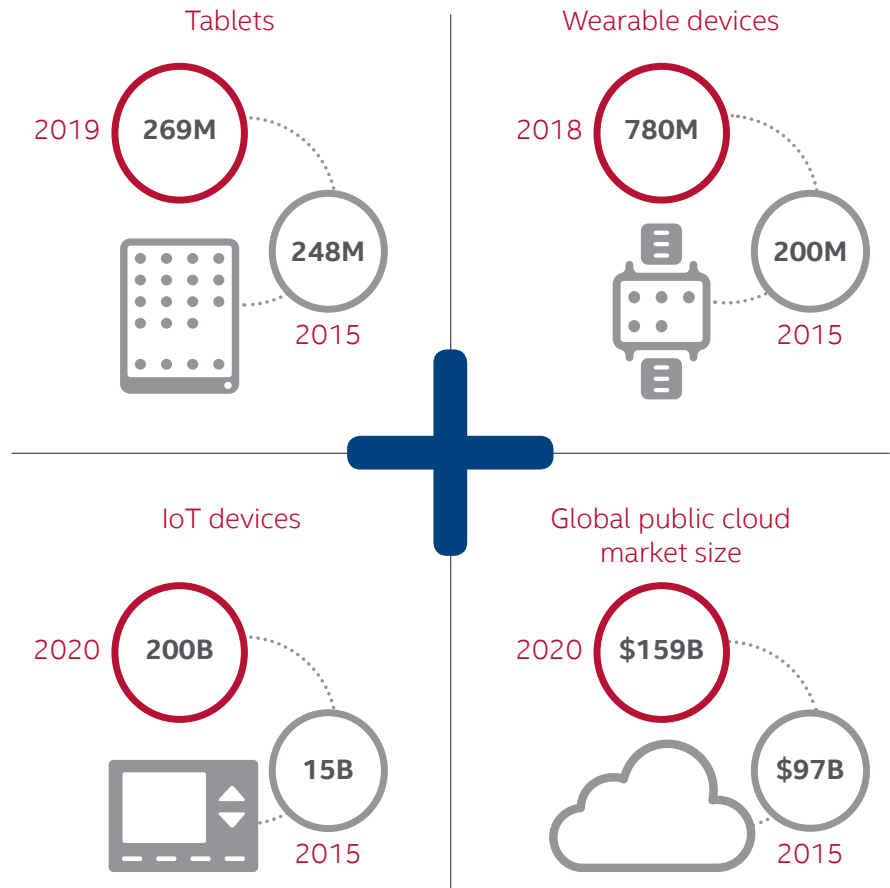 Tablets
2019
269M
248M
2015
Wearable devices
2018
780M
200M
2015
IoT devices
2020
200B
15B
2015
Global public cloud
market size
2020
$159B
$97B
2015